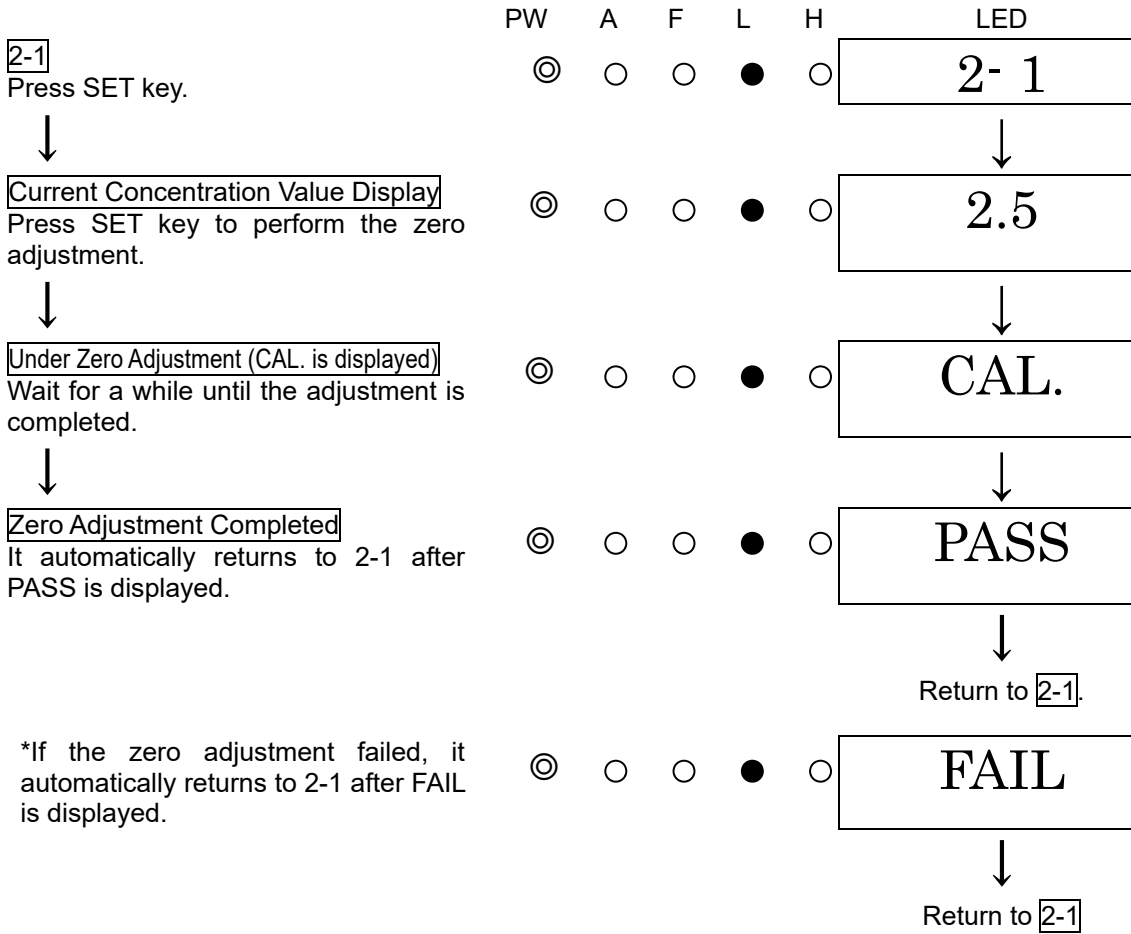 PW A F L H LED
2-1
Press SET key.
2- 1
Current Concentration Value Display
Press SET key to perform the zero
adjustment.
2.5
Under Zero Adjustment (CAL. is displayed)
Wait for a while until the adjustment is
completed.
CAL.
Zero Adjustment Completed
It automatically returns to 2-1 after
PASS is displayed.
PASS
Return to 2-1.
*If the zero adjustment failed, it
automatically returns to 2-1 after FAIL
is displayed.
FAIL
Return to 2-1